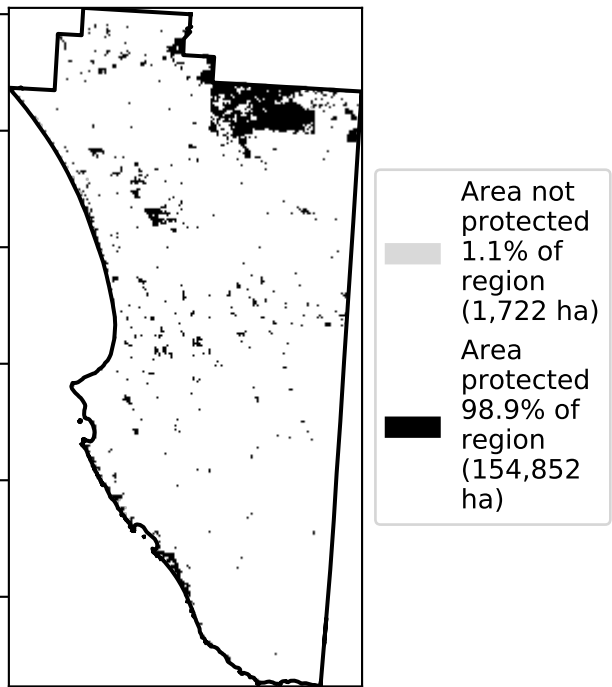 Area not
protected
1.1% of
region
(1,722 ha)
Area
protected
98.9% of
region
(154,852
ha)